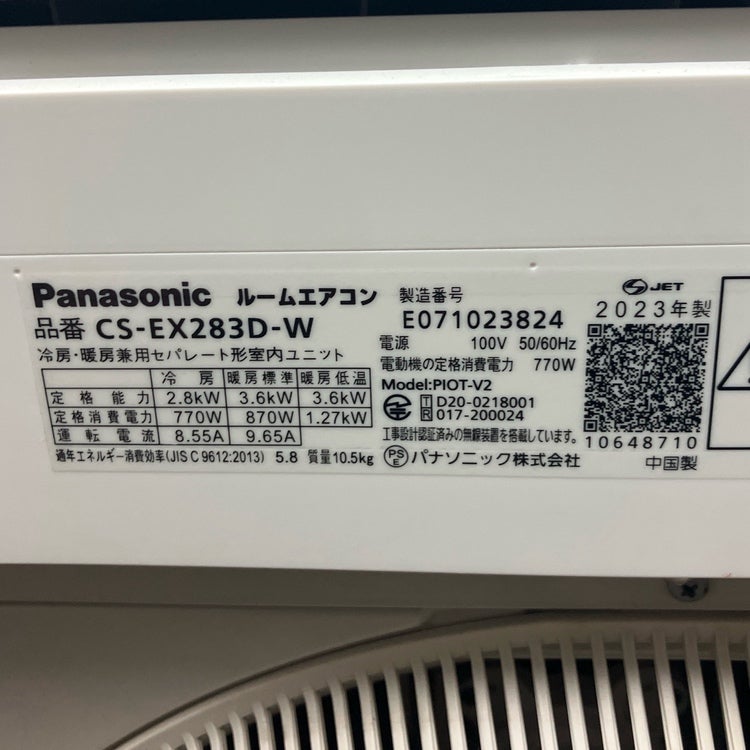 Panasonic ルームエアコン
品番 CS-EX283D-W
冷房・暖房兼用セパレート形室内ユニット
冷房 暖房標準 暖房低温
定格能力 2.8kW 3.6kW 3.6kW
定格消費電力 770W 870W 1.27kW
運転電流 8.55A 9.65A
通年エネルギー消費効率(JIS C 9612:2013) 5.8 質量10.5kg
製造番号
E071023824
電源 100V 50/60Hz
電動機の定格消費電力 770W
Model:PIOT-V2
T D20-0218001
R 017-200024
工事設計認証済みの無線装置を搭載しています。
PSE パナソニック株式会社
S JET
2023年製
10648710
中国製